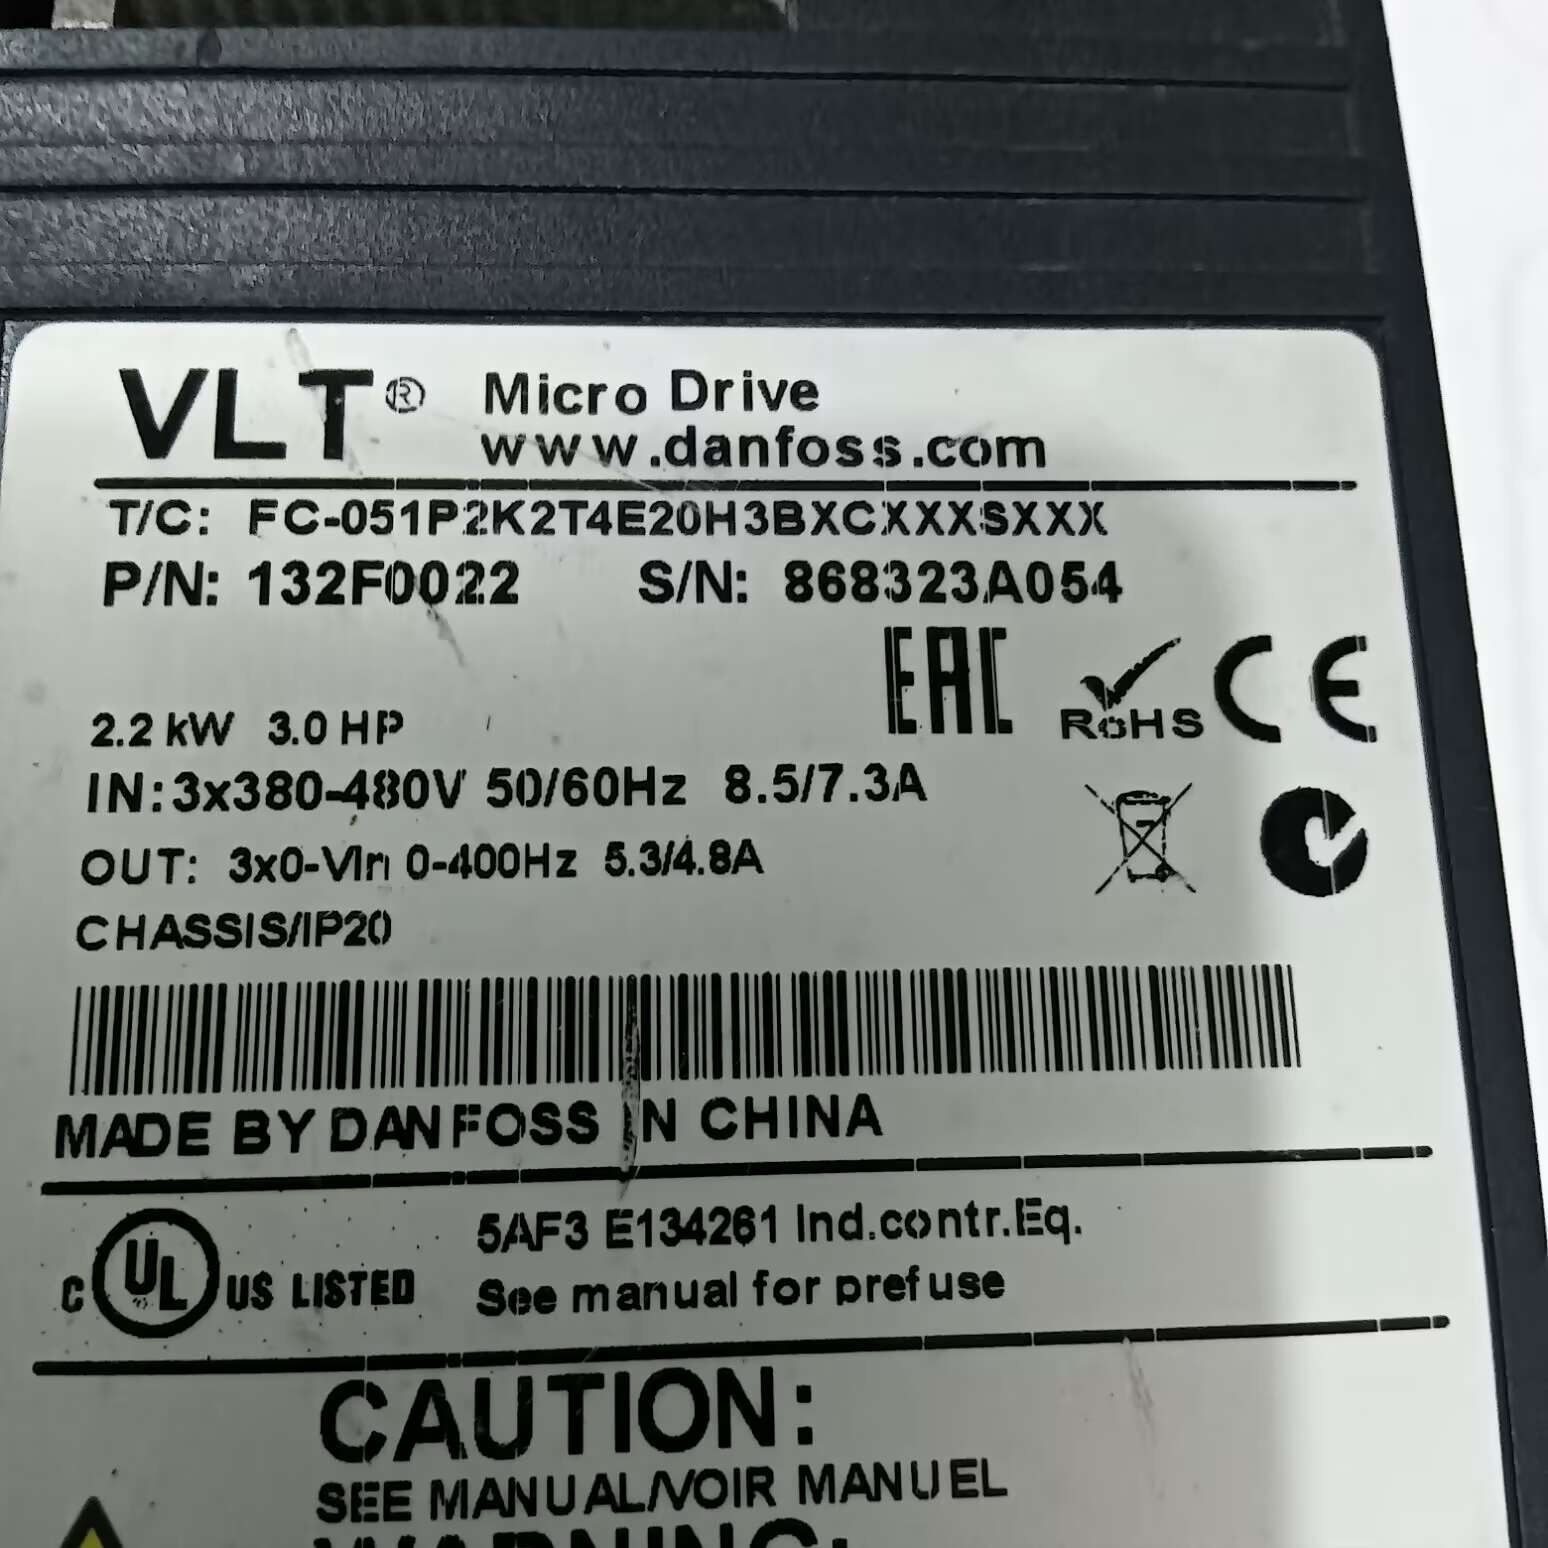 VLT® Micro Drive
www.danfoss.com
T/C: FC-051P2K2T4E20H3BXCXXXSXXX
P/N: 132F0022 S/N: 868323A054
EAC RoHS CE
2.2 kW 3.0 HP
IN:3x380-480V 50/60Hz 8.5/7.3A
OUT: 3x0-VIn 0-400Hz 5.3/4.8A
CHASSIS/IP20
MADE BY DANFOSS IN CHINA
5AF3 E134261 Ind.contr.Eq.
C UL US LISTED See manual for prefuse
CAUTION:
SEE MANUAL/VOIR MANUEL
WARNING: